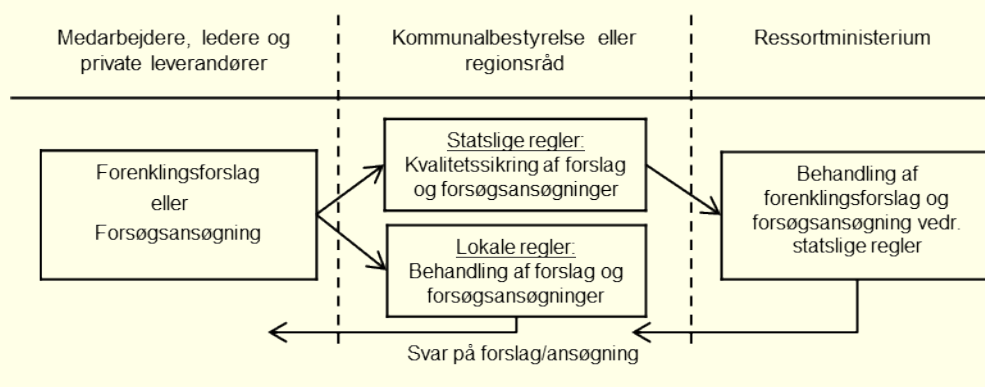 Medarbejdere, ledere og
private leverandører
Kommunalbestyrelse eller
regionsråd
Ressortministerium
Forenklingsforslag
eller
Forsøgsansøgning
Statslige regler:
Kvalitetssikring af forslag
og forsøgsansøgninger
Lokale regler:
Behandling af forslag og
forsøgsansøgninger
Behandling af
forenklingsforslag og
forsøgsansøgning vedr.
statslige regler
Svar på forslag/ansøgning